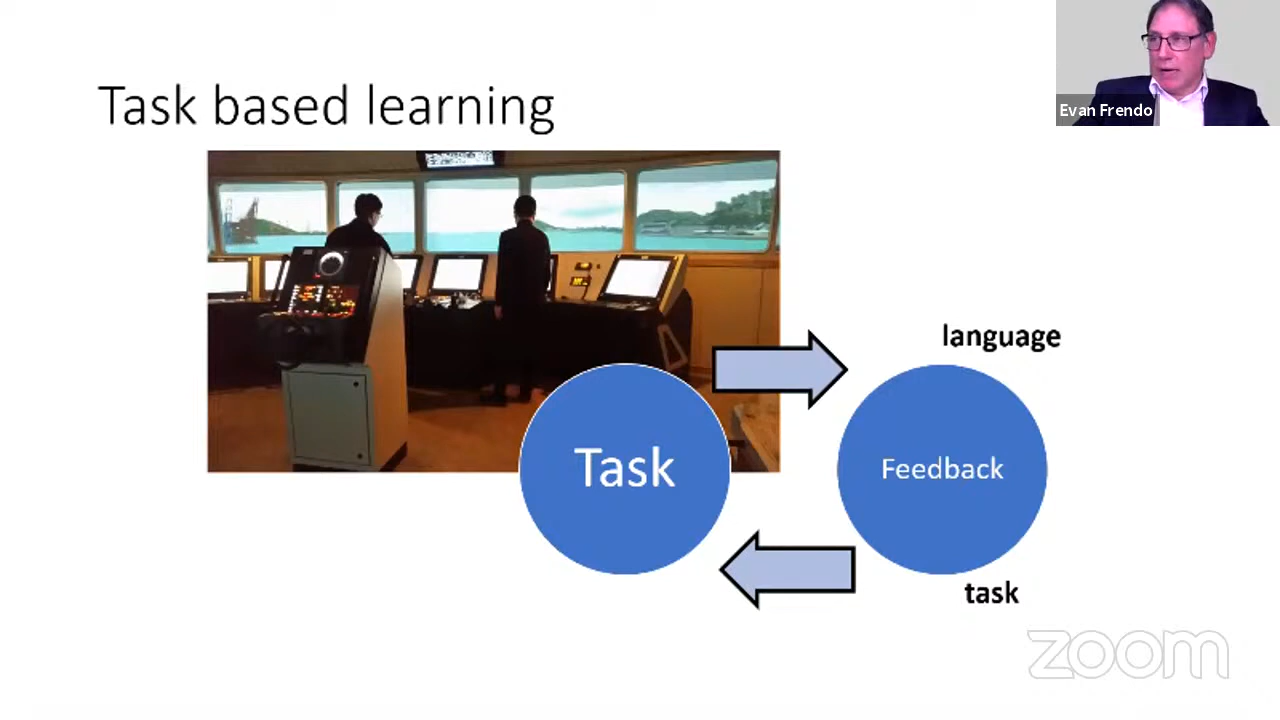 Task based learning
Evan Frendo
language
Task
Feedback
task
zoom